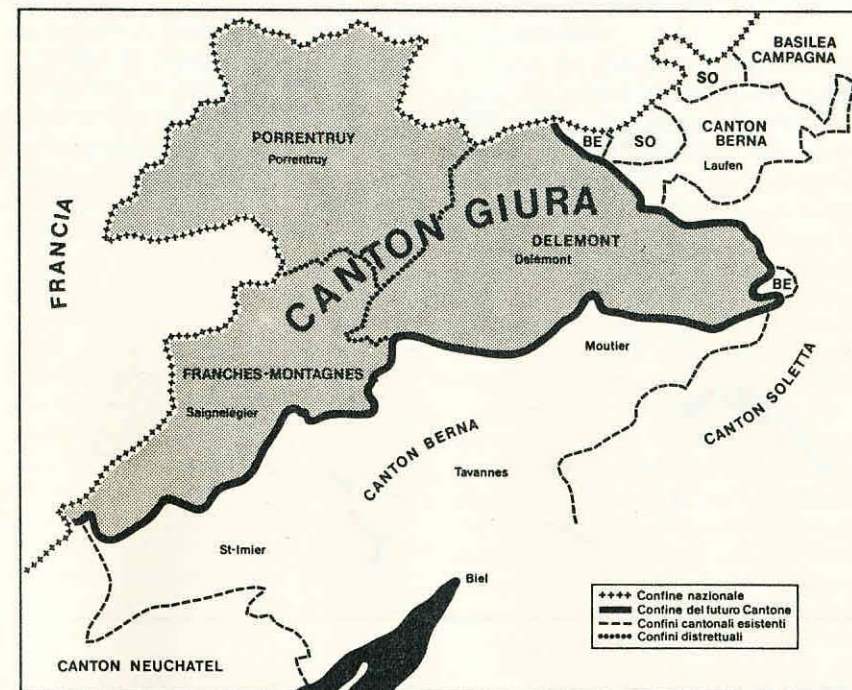 BASILEA
CAMPAGNA
SO
PORRENTRUY
Porrentruy
BE
SO
CANTON
BERNA
Laufen
FRANCIA
CANTON GIURA
DELEMONT
Delémont
BE
Moutier
FRANCHES-MONTAGNES
Saignelégier
CANTON SOLETTA
CANTON BERNA
Tavannes
St-Imier
Biel
CANTON NEUCHATEL
++++ Confine nazionale
Confine del futuro Cantone
Confini cantonali esistenti
Confini distrettuali